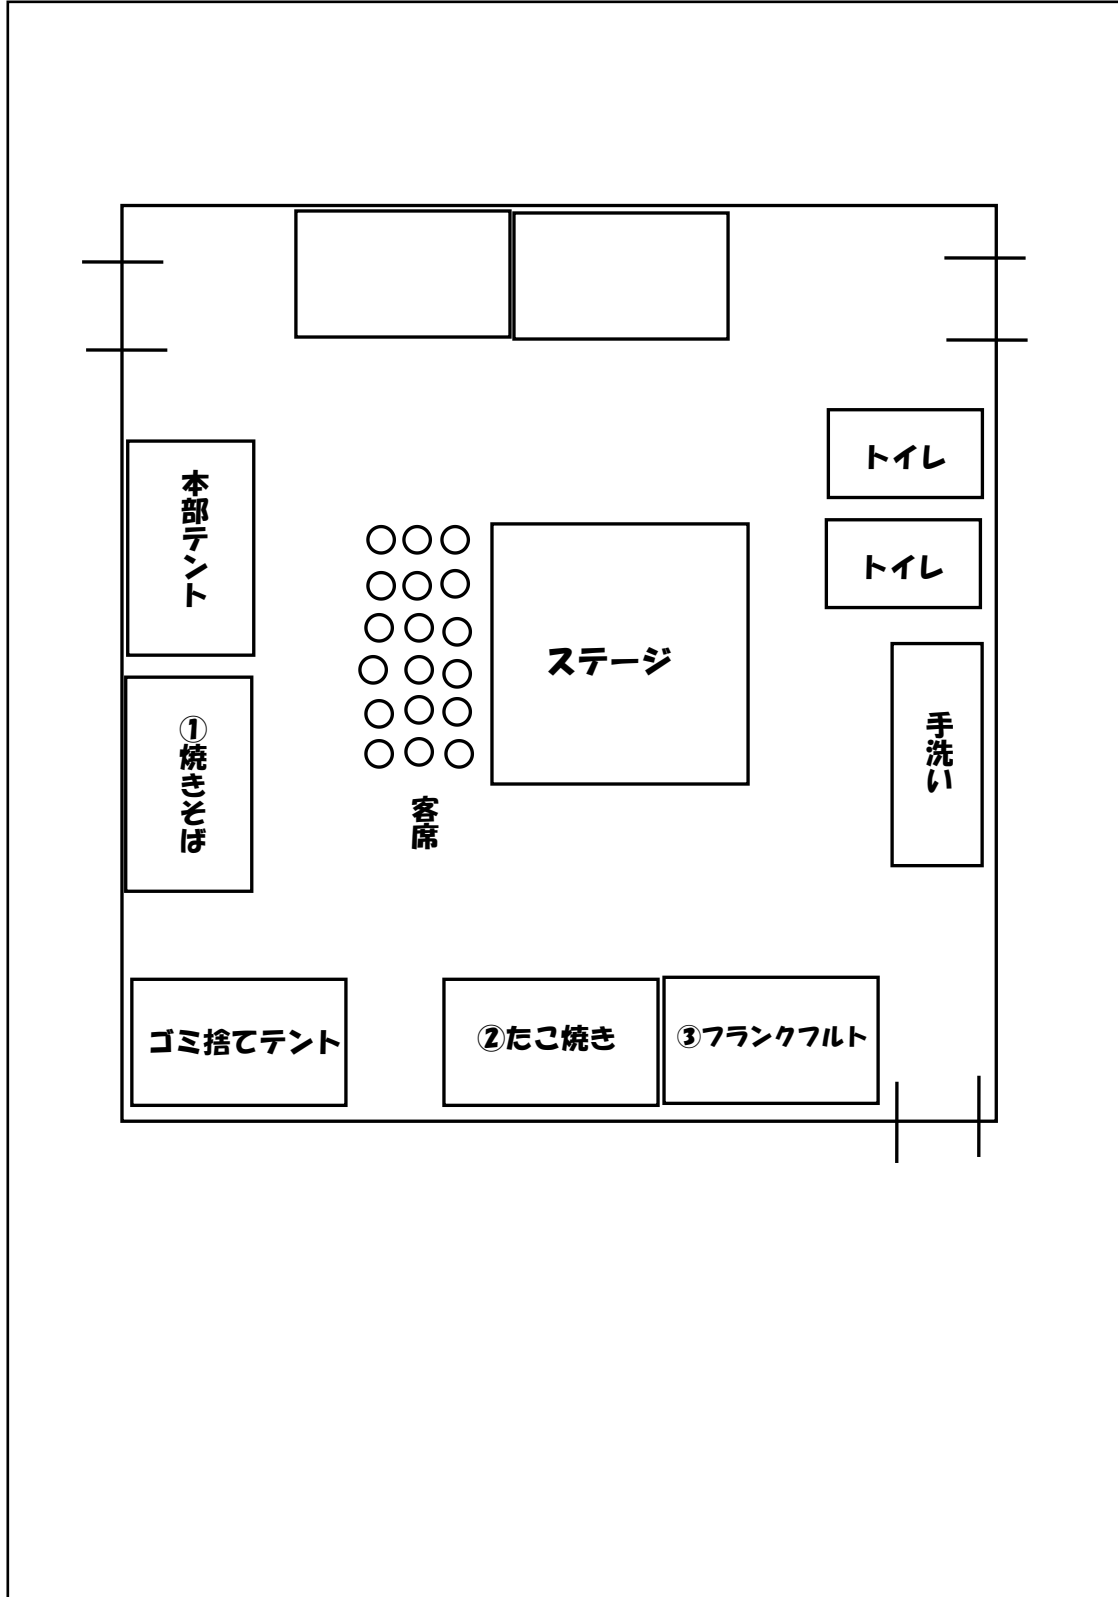 トイレ
本部テント
トイレ
ステージ
手洗い
①焼きそば
客席
ゴミ捨てテント
②たこ焼き
③フランクフルト